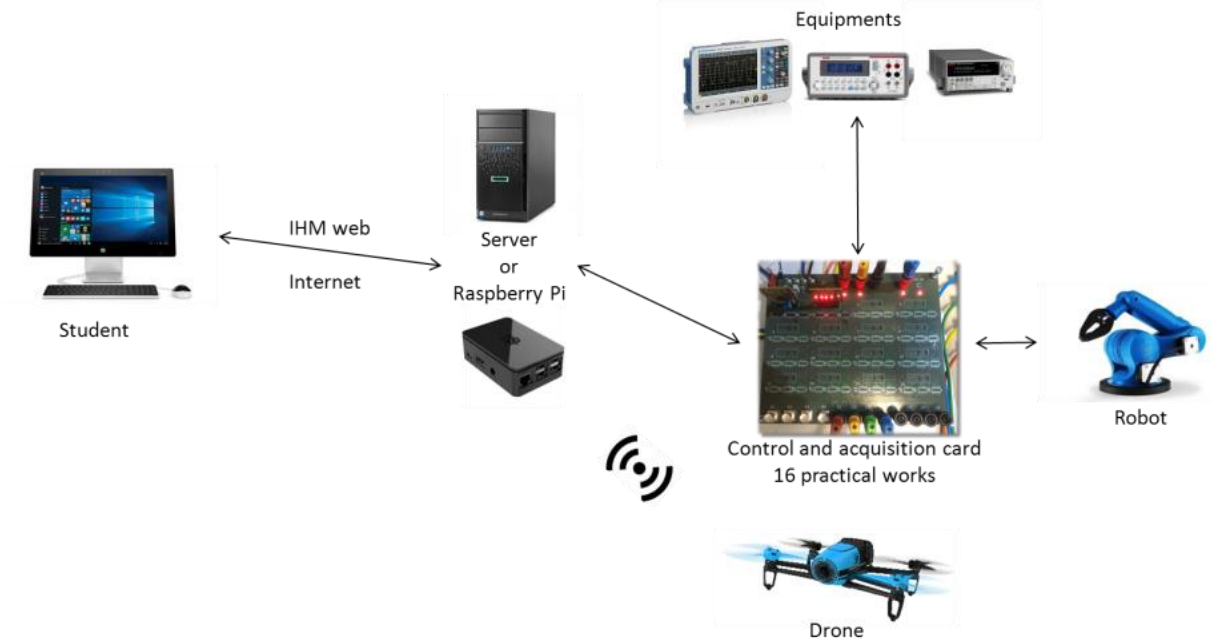 Equipments
IHM web
Internet
Server
or
Raspberry Pi
Student
Control and acquisition card
16 practical works
Robot
Drone